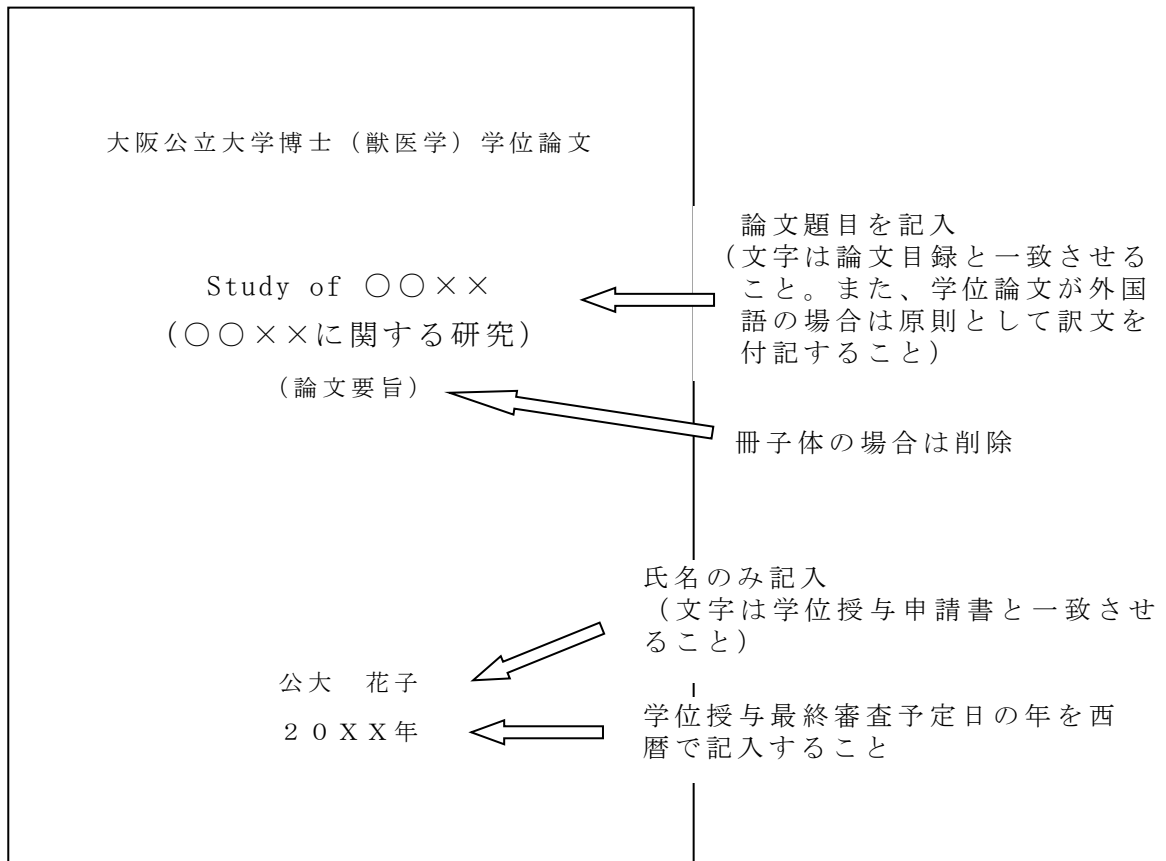 大阪公立大学博士（獣医学）学位論文
Study of ○○××
(○○××に関する研究)
（論文要旨）
論文題目を記入
（文字は論文目録と一致させる
こと。また、学位論文が外国
語の場合は原則として訳文を
付記すること）
冊子体の場合は削除
氏名のみ記入
（文字は学位授与申請書と一致させ
ること）
公大　花子
２０ＸＸ年
学位授与最終審査予定日の年を西
暦で記入すること